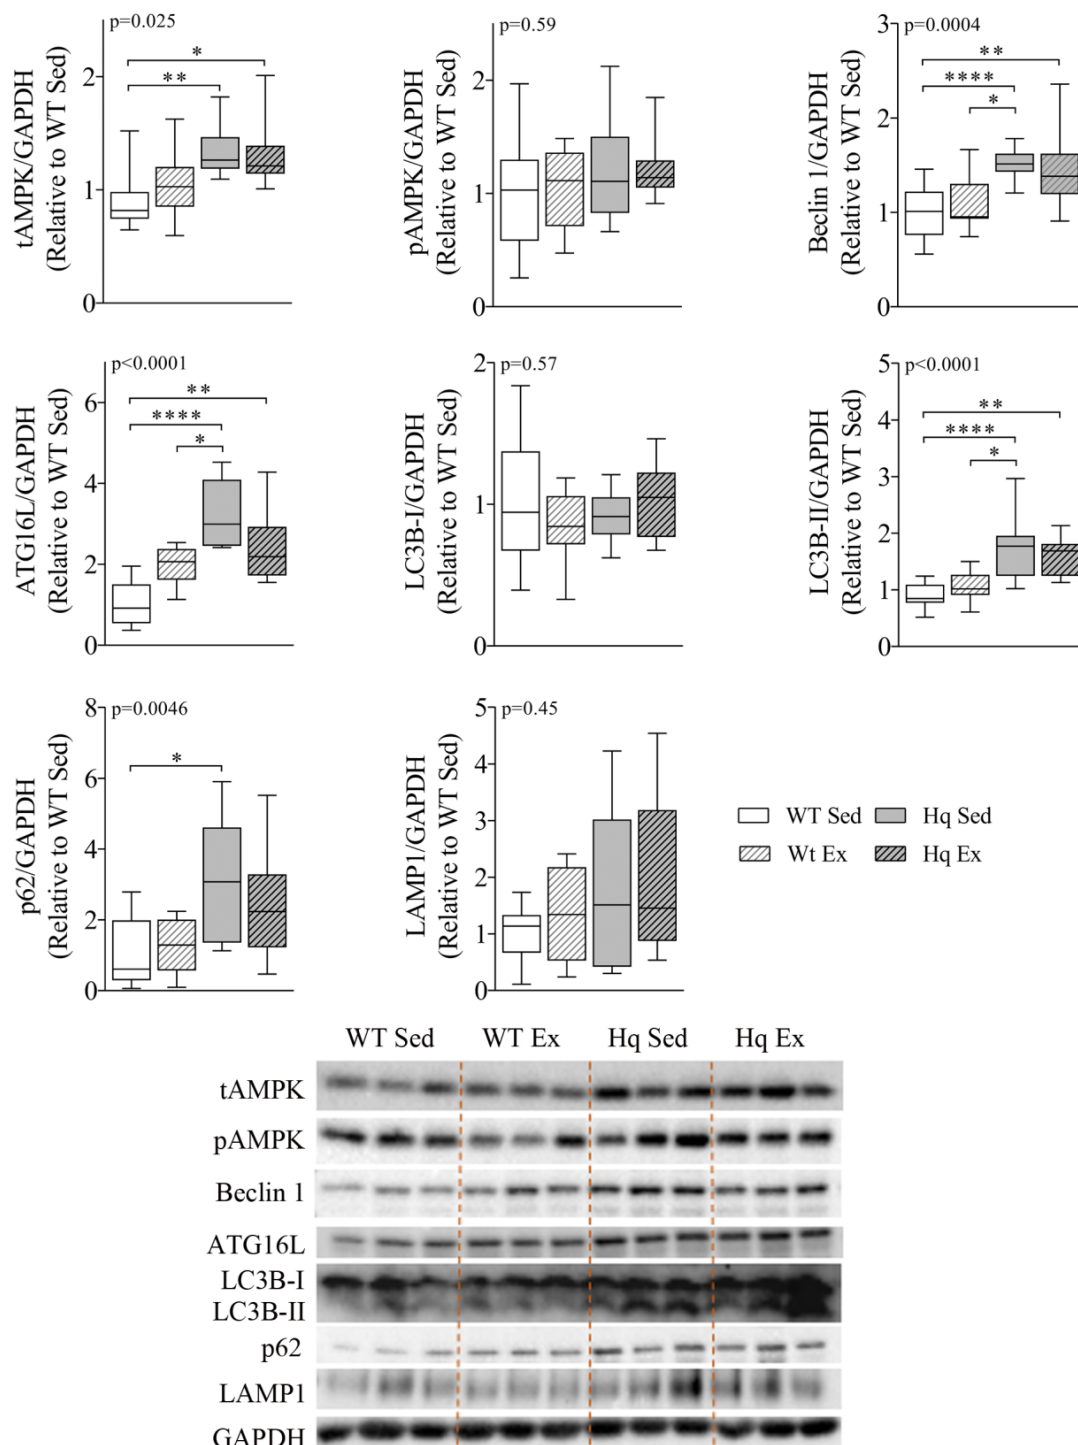 p=0.025
tAMPK/GAPDH
(Relative to WT Sed)
2
1
0
*
**
p=0.59
pAMPK/GAPDH
(Relative to WT Sed)
2
1
0
p=0.0004
Beclin 1/GAPDH
(Relative to WT Sed)
3
2
1
0
**
****
*
p<0.0001
ATG16L/GAPDH
(Relative to WT Sed)
6
4
2
0
**
****
*
p=0.57
LC3B-I/GAPDH
(Relative to WT Sed)
2
1
0
p<0.0001
LC3B-II/GAPDH
(Relative to WT Sed)
5
4
3
2
1
0
**
****
*
p=0.0046
p62/GAPDH
(Relative to WT Sed)
8
6
4
2
0
*
p=0.45
LAMP1/GAPDH
(Relative to WT Sed)
5
4
3
2
1
0
WT Sed
Hq Sed
Wt Ex
Hq Ex
WT Sed WT Ex Hq Sed Hq Ex
tAMPK
pAMPK
Beclin 1
ATG16L
LC3B-I
LC3B-II
p62
LAMP1
GAPDH